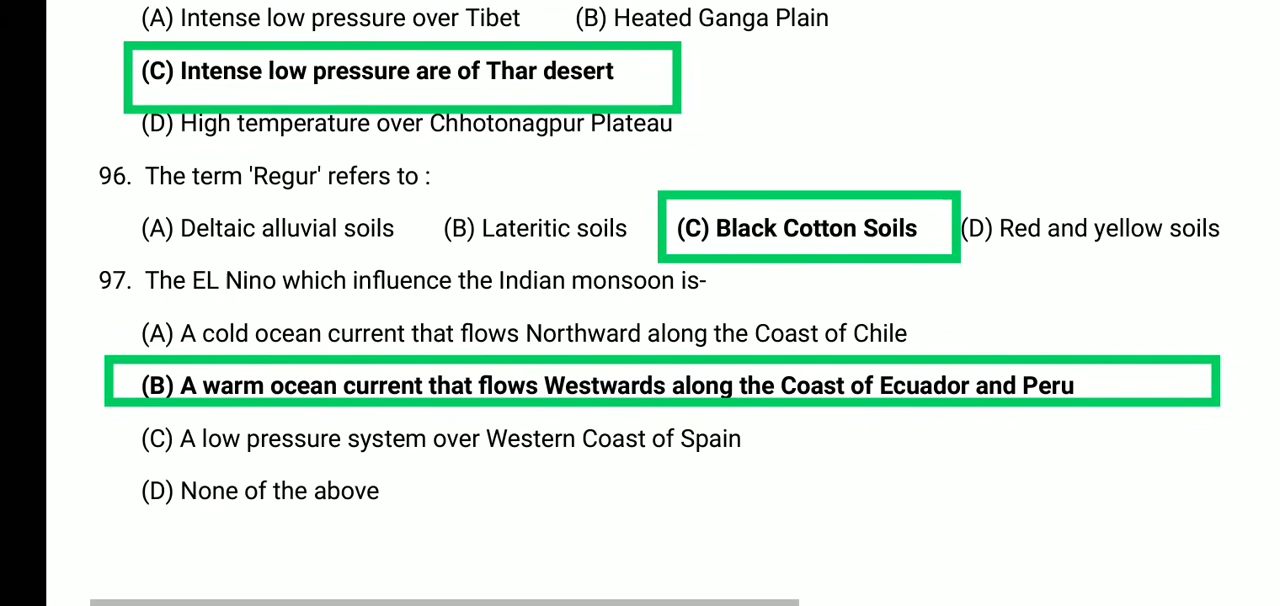 (A) Intense low pressure over Tibet (B) Heated Ganga Plain
(C) Intense low pressure are of Thar desert
(D) High temperature over Chhotonagpur Plateau
96. The term 'Regur' refers to :
(A) Deltaic alluvial soils (B) Lateritic soils (C) Black Cotton Soils (D) Red and yellow soils
97. The EL Nino which influence the Indian monsoon is-
(A) A cold ocean current that flows Northward along the Coast of Chile
(B) A warm ocean current that flows Westwards along the Coast of Ecuador and Peru
(C) A low pressure system over Western Coast of Spain
(D) None of the above